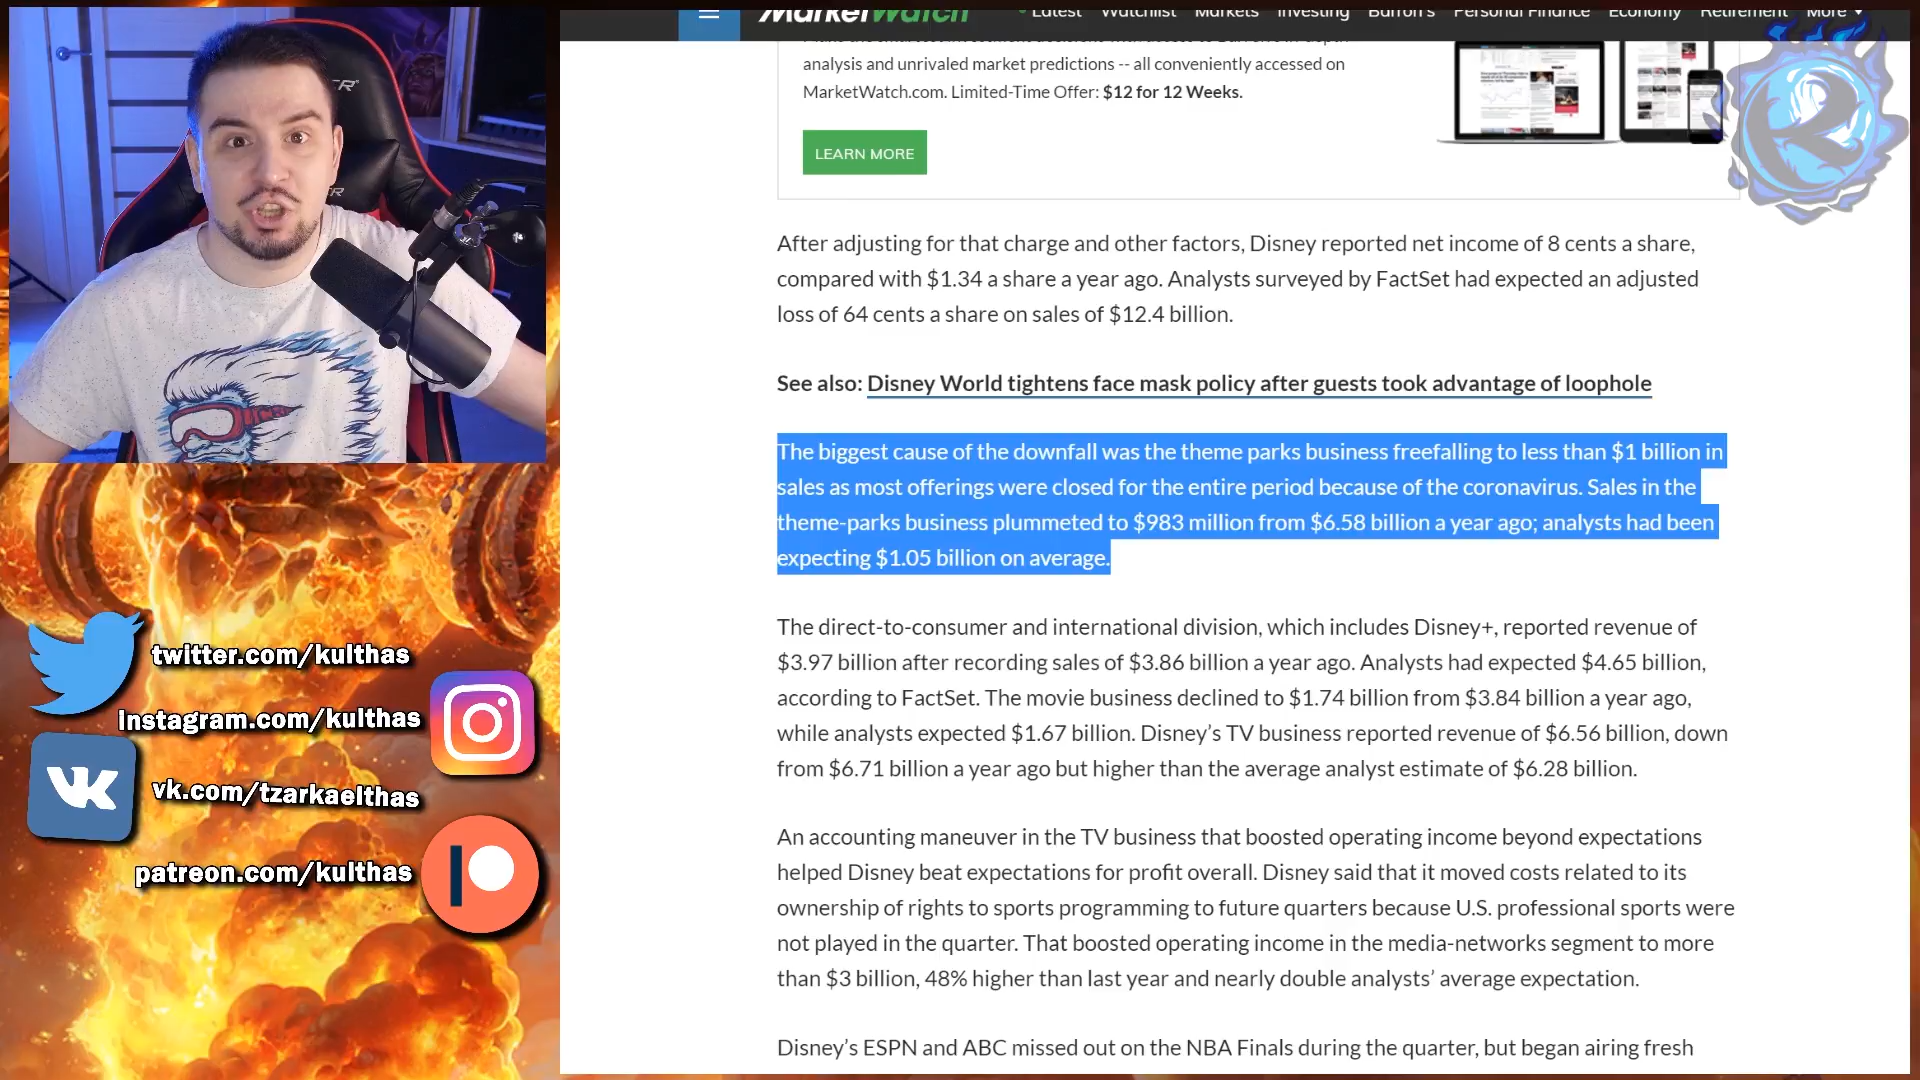 MarketWatch
Latest Watchlist Markets Investing Barron's Personal Finance Economy Retirement More
analysis and unrivaled market predictions -- all conveniently accessed on
MarketWatch.com. Limited-Time Offer: $12 for 12 Weeks.
LEARN MORE
After adjusting for that charge and other factors, Disney reported net income of 8 cents a share,
compared with $1.34 a share a year ago. Analysts surveyed by FactSet had expected an adjusted
loss of 64 cents a share on sales of $12.4 billion.
See also: Disney World tightens face mask policy after guests took advantage of loophole
The biggest cause of the downfall was the theme parks business freefalling to less than $1 billion in
sales as most offerings were closed for the entire period because of the coronavirus. Sales in the
theme-parks business plummeted to $983 million from $6.58 billion a year ago; analysts had been
expecting $1.05 billion on average.
The direct-to-consumer and international division, which includes Disney+, reported revenue of
$3.97 billion after recording sales of $3.86 billion a year ago. Analysts had expected $4.65 billion,
according to FactSet. The movie business declined to $1.74 billion from $3.84 billion a year ago,
while analysts expected $1.67 billion. Disney’s TV business reported revenue of $6.56 billion, down
from $6.71 billion a year ago but higher than the average analyst estimate of $6.28 billion.
An accounting maneuver in the TV business that boosted operating income beyond expectations
helped Disney beat expectations for profit overall. Disney said that it moved costs related to its
ownership of rights to sports programming to future quarters because U.S. professional sports were
not played in the quarter. That boosted operating income in the media-networks segment to more
than $3 billion, 48% higher than last year and nearly double analysts’ average expectation.
Disney’s ESPN and ABC missed out on the NBA Finals during the quarter, but began airing fresh
twitter.com/kulthas
instagram.com/kulthas
vk.com/tzarkaelthas
patreon.com/kulthas